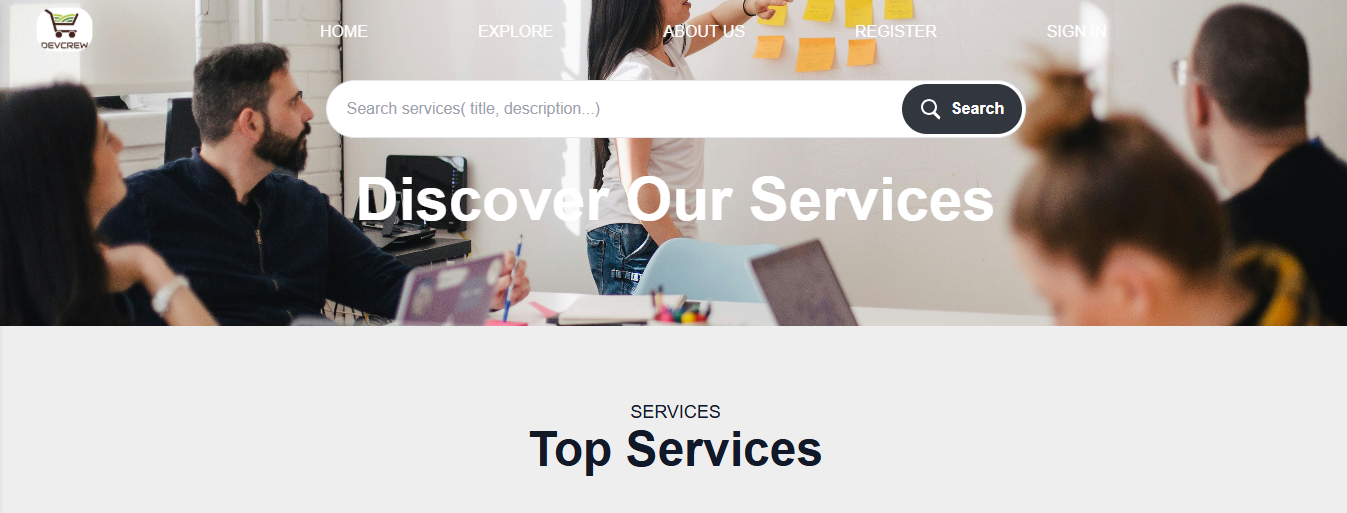 DEVCREW
HOME EXPLORE ABOUT US REGISTER SIGN IN
Search services( title, description...) Search
Discover Our Services
SERVICES
Top Services